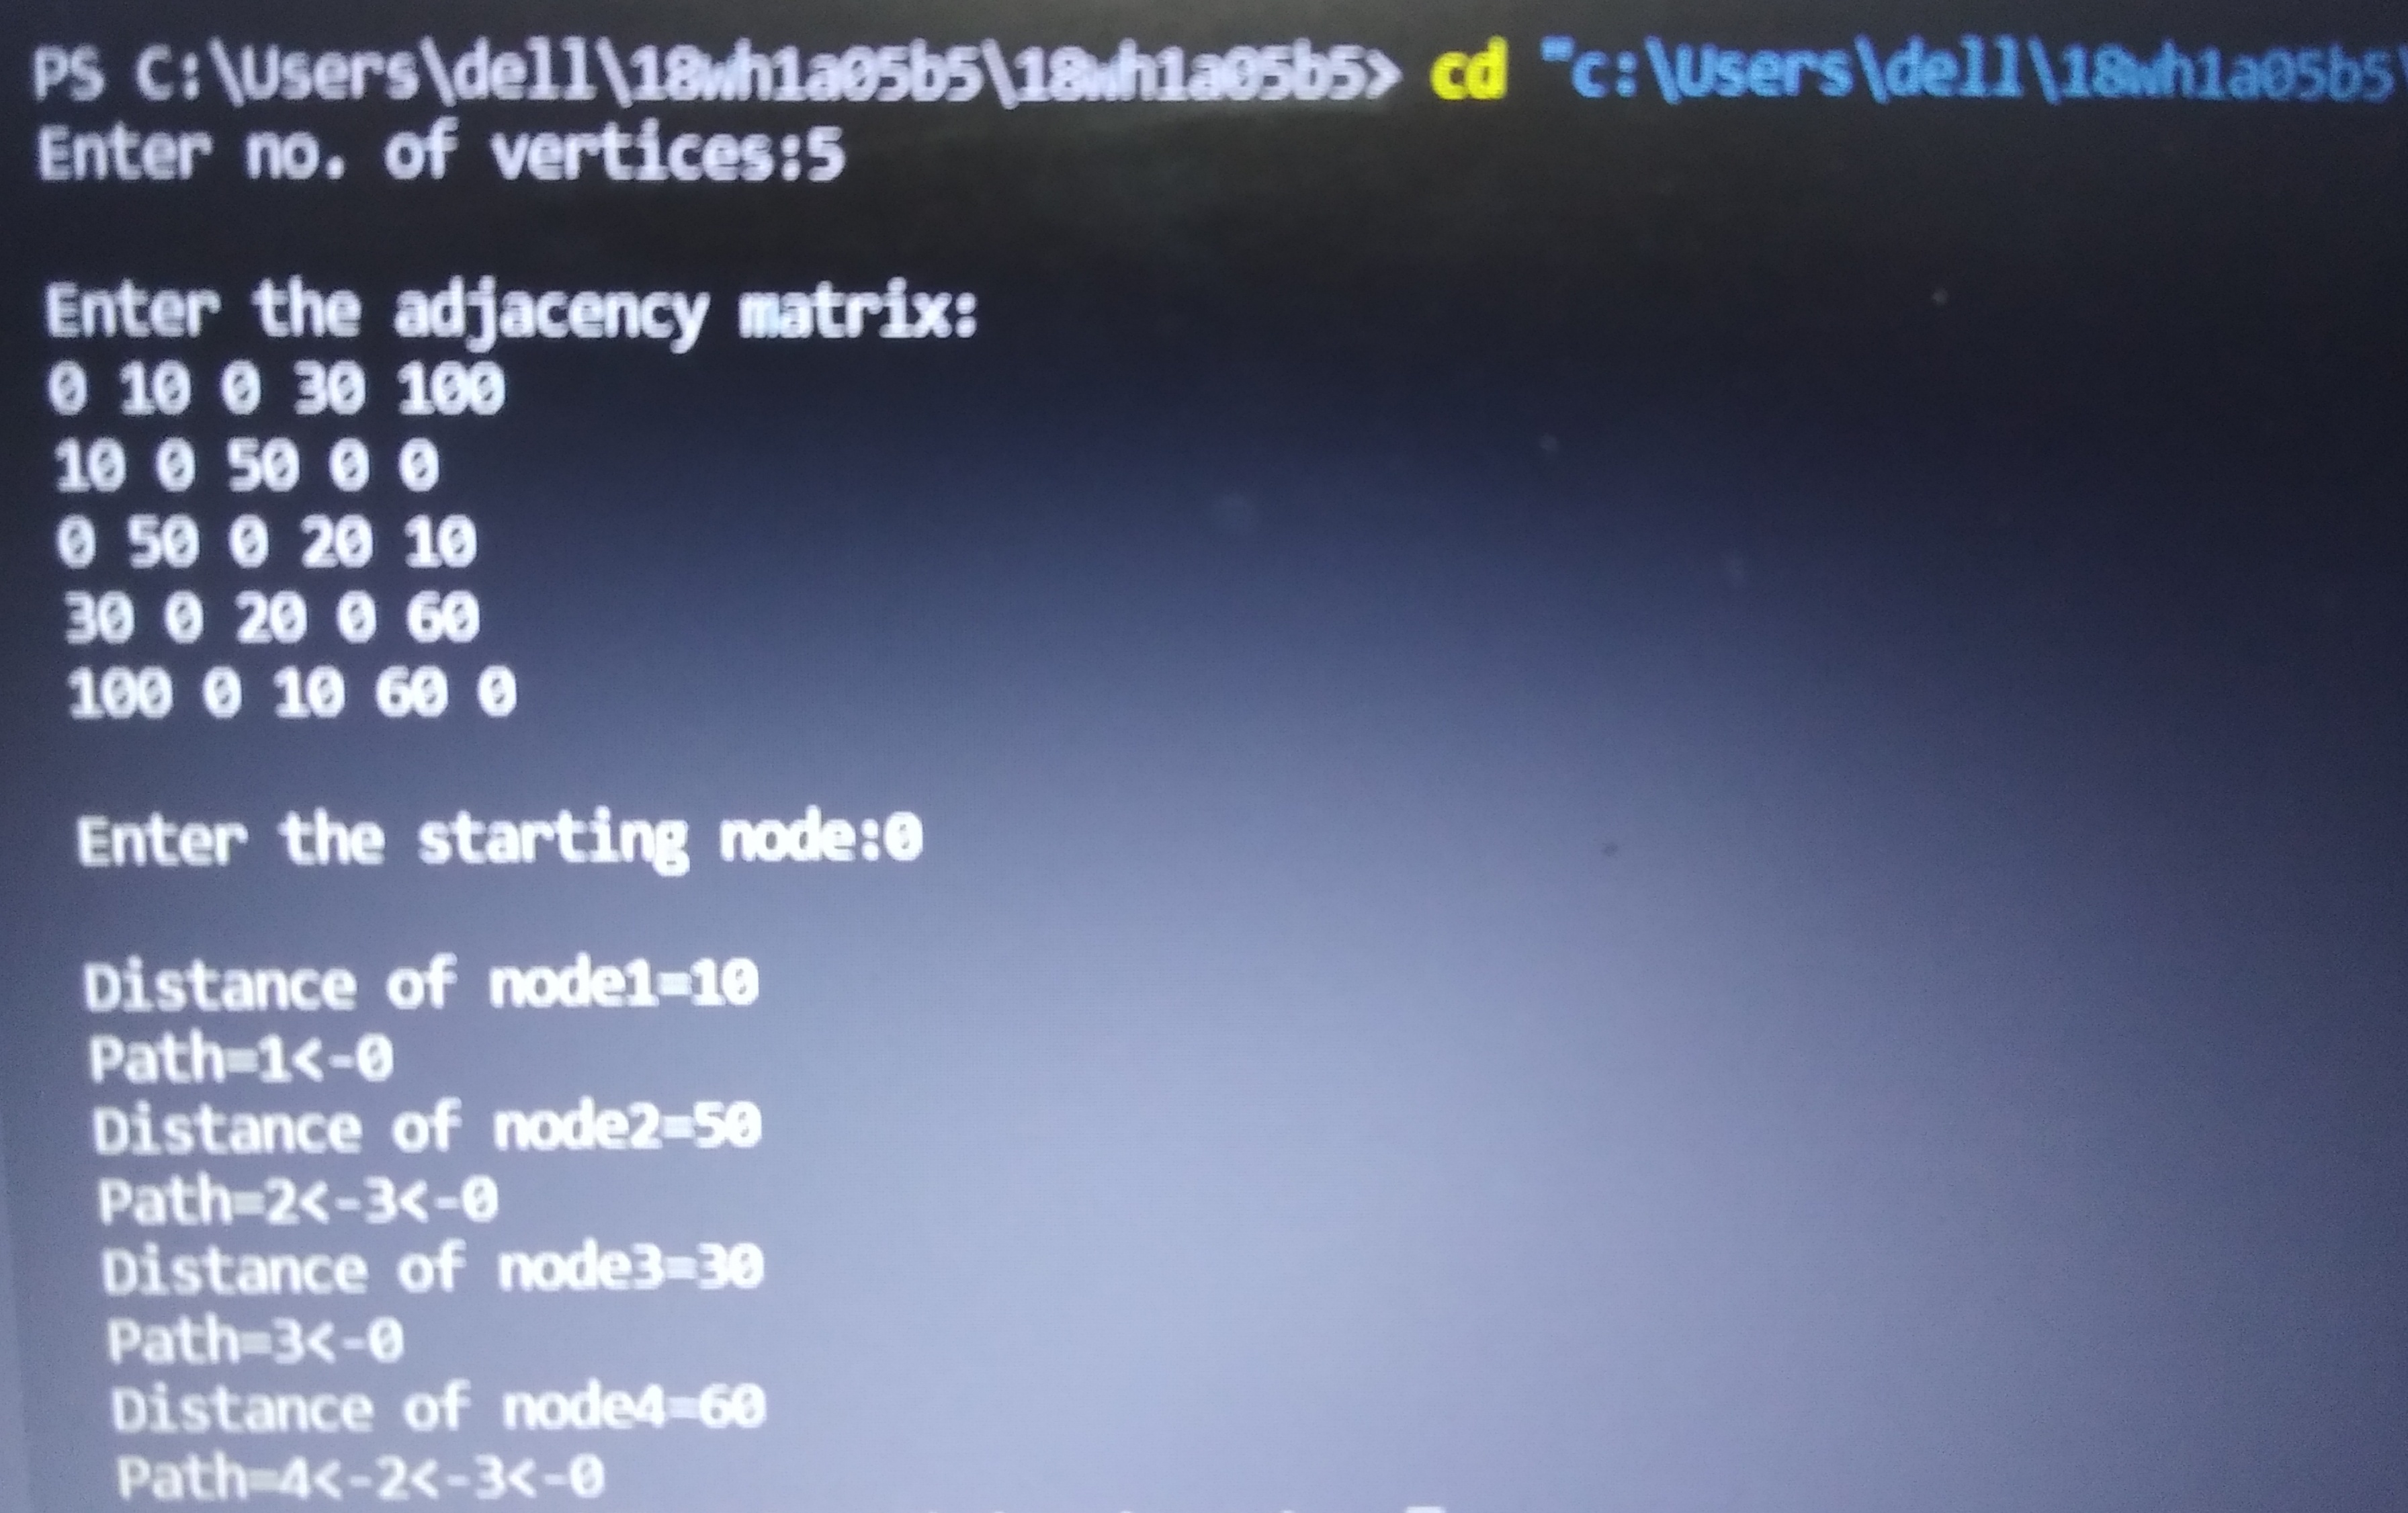 PS C:\Users\dell\18wh1a05b5\18wh1a05b5> cd "c:\Users\dell\18wh1a05b5\
Enter no. of vertices:5
Enter the adjacency matrix:
0 10 0 30 100
10 0 50 0 0
0 50 0 20 10
30 0 20 0 60
100 0 10 60 0
Enter the starting node:0
Distance of node1=10
Path=1<-0
Distance of node2=50
Path=2<-3<-0
Distance of node3=30
Path=3<-0
Distance of node4=60
Path=4<-2<-3<-0